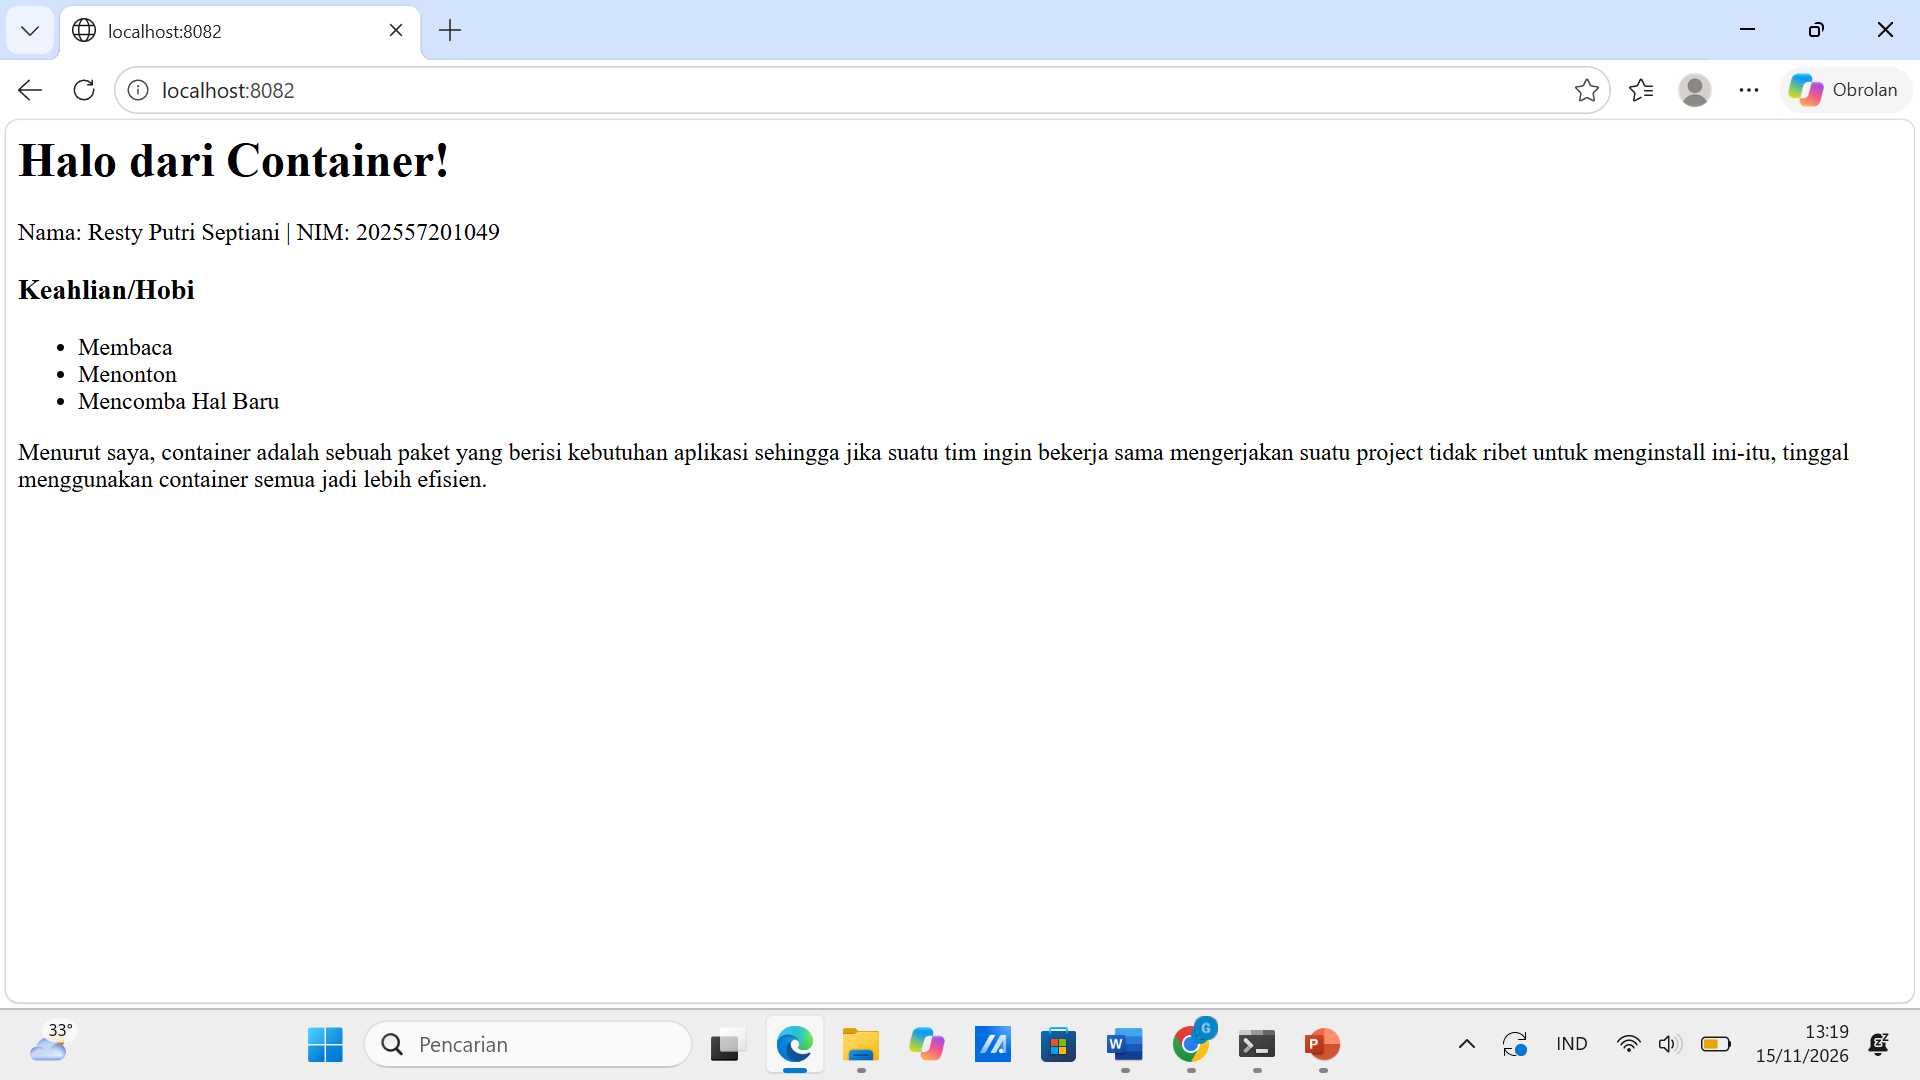 localhost:8082
localhost:8082
Obrolan
Halo dari Container!
Nama: Resty Putri Septiani | NIM: 202557201049
Keahlian/Hobi
• Membaca
• Menonton
• Mencomba Hal Baru
Menurut saya, container adalah sebuah paket yang berisi kebutuhan aplikasi sehingga jika suatu tim ingin bekerja sama mengerjakan suatu project tidak ribet untuk menginstall ini-itu, tinggal
menggunakan container semua jadi lebih efisien.
33°
Pencarian
W
G
P
IND
13:19
15/11/2026